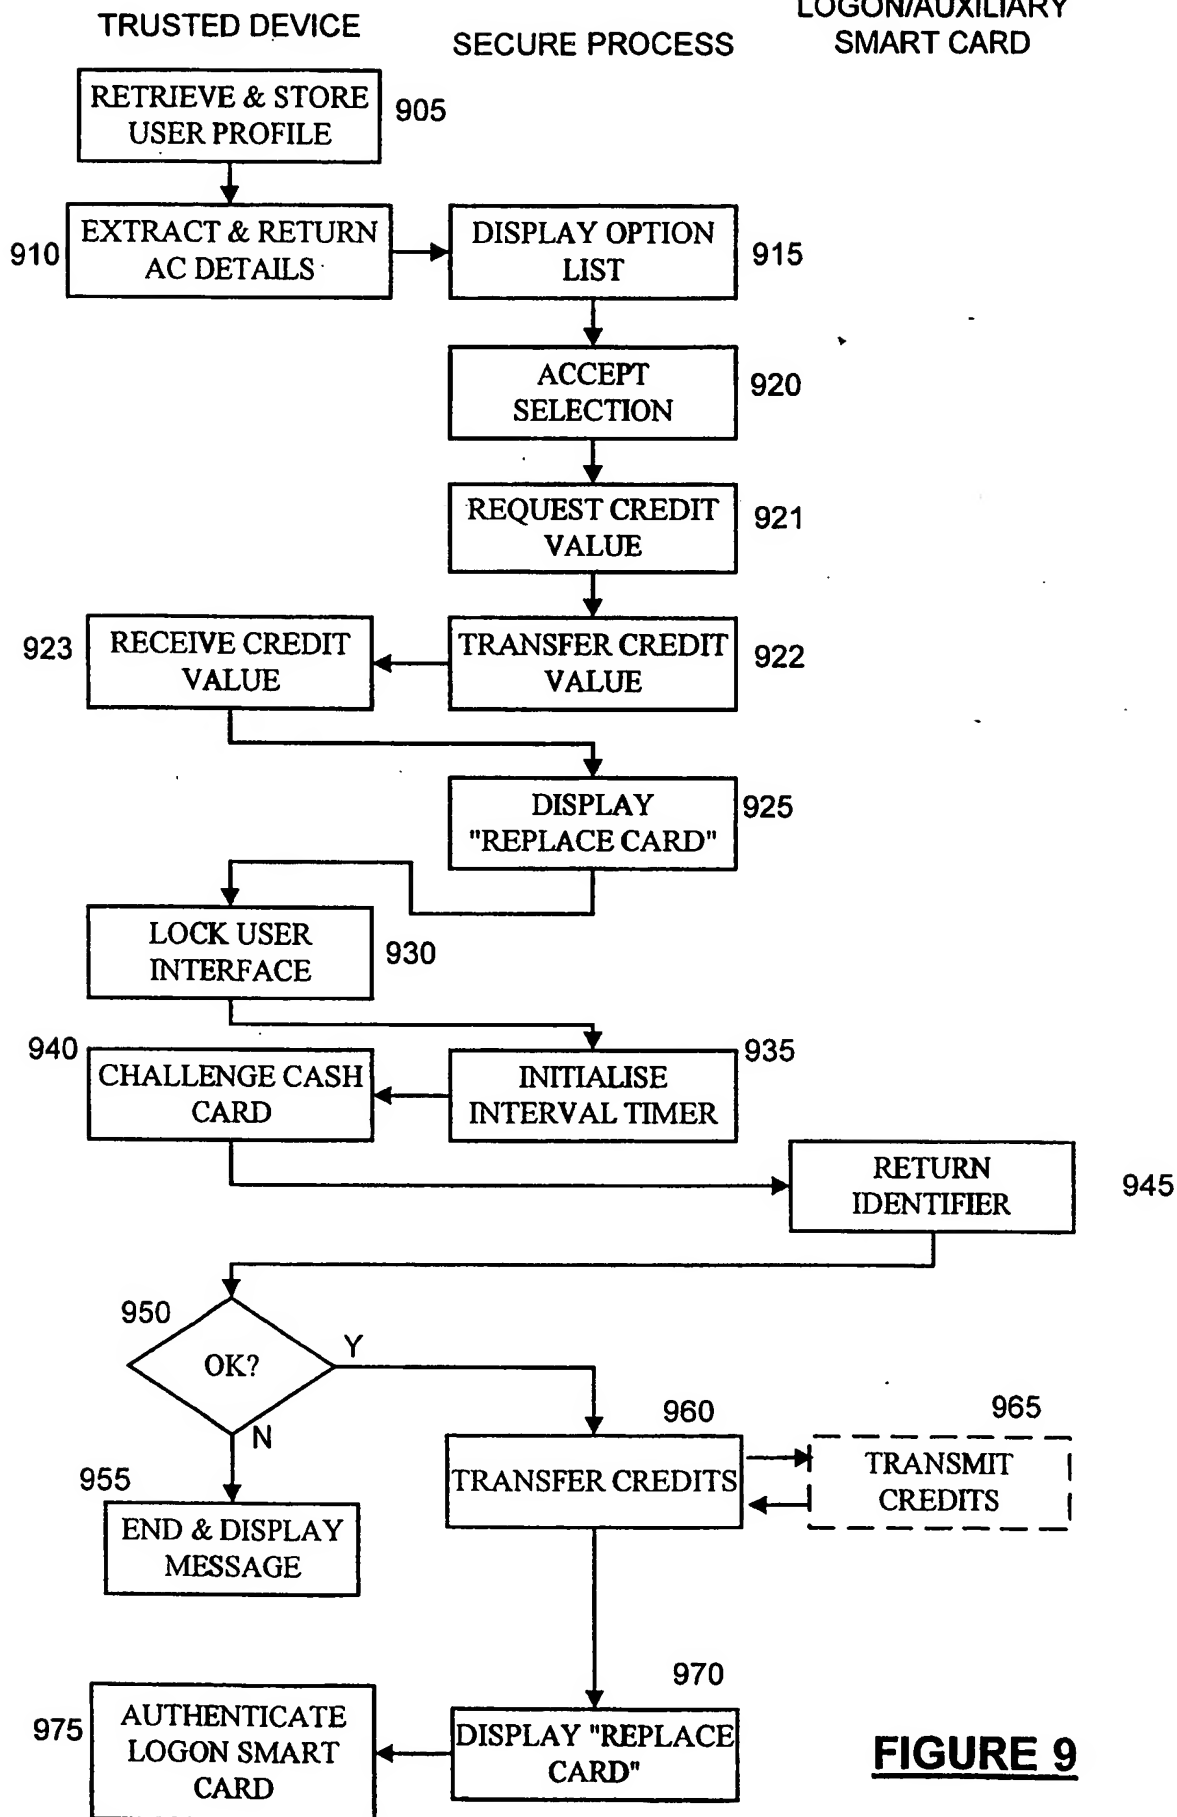 TRUSTED DEVICE
SECURE PROCESS
LOGON/AUXILIARY
SMART CARD
RETRIEVE & STORE
USER PROFILE
905
910
EXTRACT & RETURN
AC DETAILS
DISPLAY OPTION
LIST
915
ACCEPT
SELECTION
920
REQUEST CREDIT
VALUE
921
923
RECEIVE CREDIT
VALUE
TRANSFER CREDIT
VALUE
922
DISPLAY
"REPLACE CARD"
925
LOCK USER
INTERFACE
930
940
CHALLENGE CASH
CARD
INITIALISE
INTERVAL TIMER
935
RETURN
IDENTIFIER
945
950
OK?
Y
N
955
END & DISPLAY
MESSAGE
960
TRANSFER CREDITS
965
TRANSMIT
CREDITS
970
DISPLAY "REPLACE
CARD"
975
AUTHENTICATE
LOGON SMART
CARD
FIGURE 9